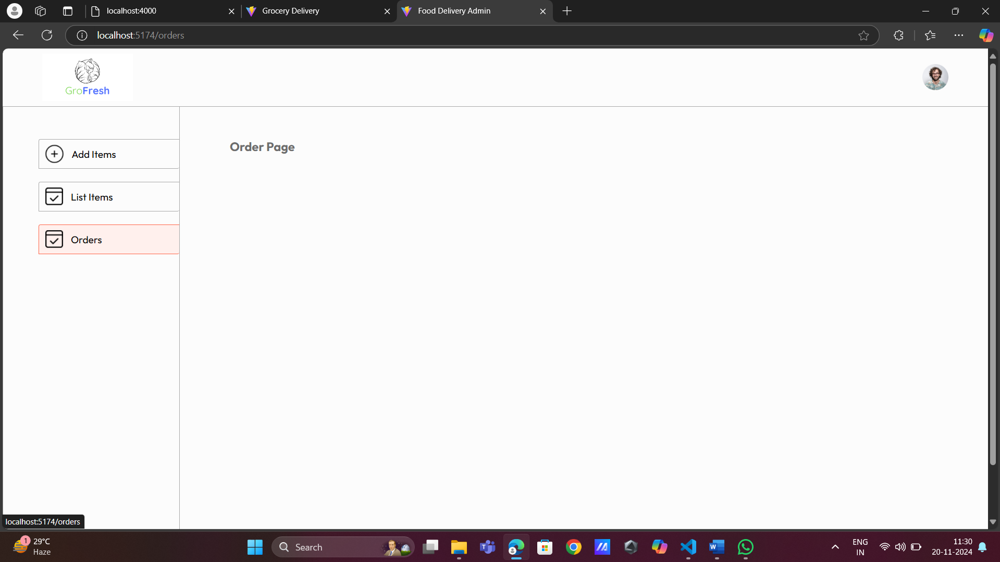 localhost:4000
Grocery Delivery
Food Delivery Admin
localhost:5174/orders
GroFresh
Add Items
Order Page
List Items
Orders
localhost:5174/orders
1
29°C
Haze
Search
ENG
IN
11:30
20-11-2024